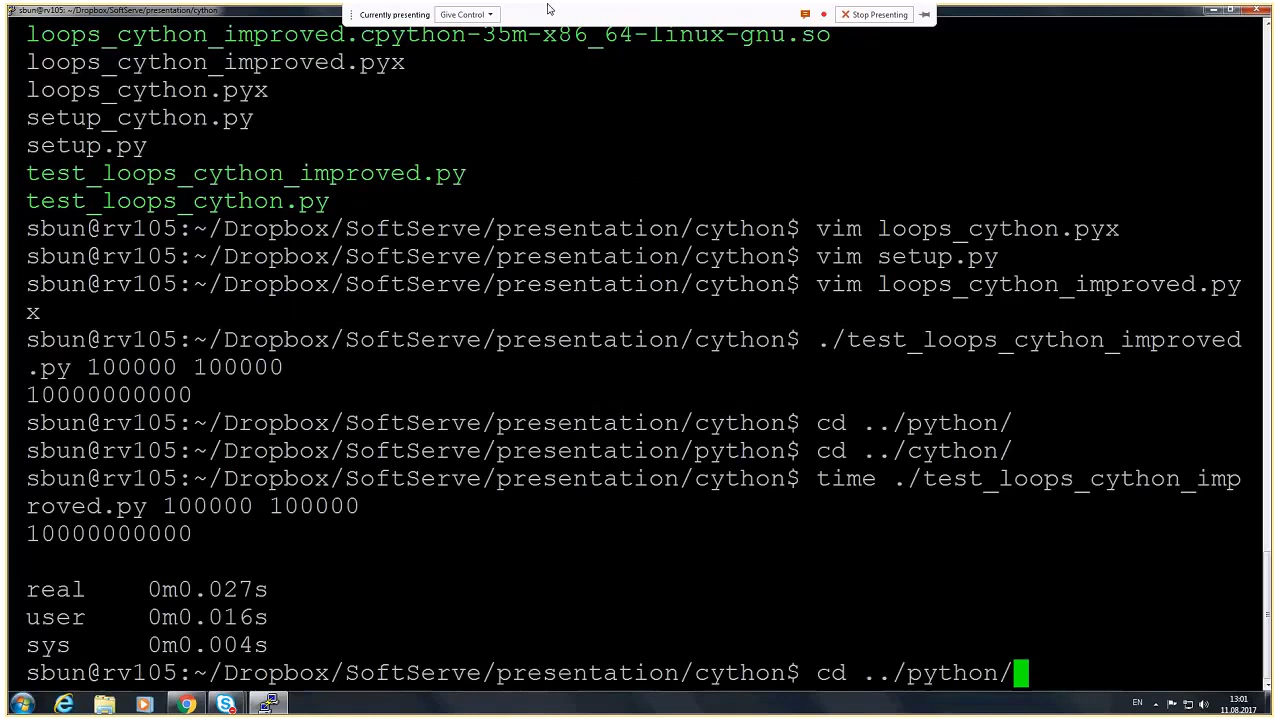 sbun@rv105: ~/Dropbox/SoftServe/presentation/cython
Currently presenting
Give Control
Stop Presenting
loops_cython_improved.cpython-35m-x86_64-linux-gnu.so
loops_cython_improved.pyx
loops_cython.pyx
setup_cython.py
setup.py
test_loops_cython_improved.py
test_loops_cython.py
sbun@rv105:~/Dropbox/SoftServe/presentation/cython$ vim loops_cython.pyx
sbun@rv105:~/Dropbox/SoftServe/presentation/cython$ vim setup.py
sbun@rv105:~/Dropbox/SoftServe/presentation/cython$ vim loops_cython_improved.py
x
sbun@rv105:~/Dropbox/SoftServe/presentation/cython$ ./test_loops_cython_improved
.py 100000 100000
10000000000
sbun@rv105:~/Dropbox/SoftServe/presentation/cython$ cd ../python/
sbun@rv105:~/Dropbox/SoftServe/presentation/python$ cd ../cython/
sbun@rv105:~/Dropbox/SoftServe/presentation/cython$ time ./test_loops_cython_imp
roved.py 100000 100000
10000000000
real 0m0.027s
user 0m0.016s
sys 0m0.004s
sbun@rv105:~/Dropbox/SoftServe/presentation/cython$ cd ../python/
EN
13:01
11.08.2017